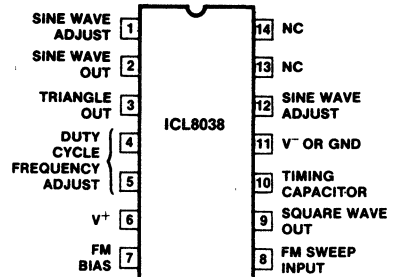 SINE WAVE
ADJUST
1
SINE WAVE
OUT
2
TRIANGLE
OUT
3
DUTY
CYCLE
FREQUENCY
ADJUST
4
5
V+
6
FM
BIAS
7
ICL8038
14
NC
13
NC
12
SINE WAVE
ADJUST
11
V− OR GND
10
TIMING
CAPACITOR
9
SQUARE WAVE
OUT
8
FM SWEEP
INPUT